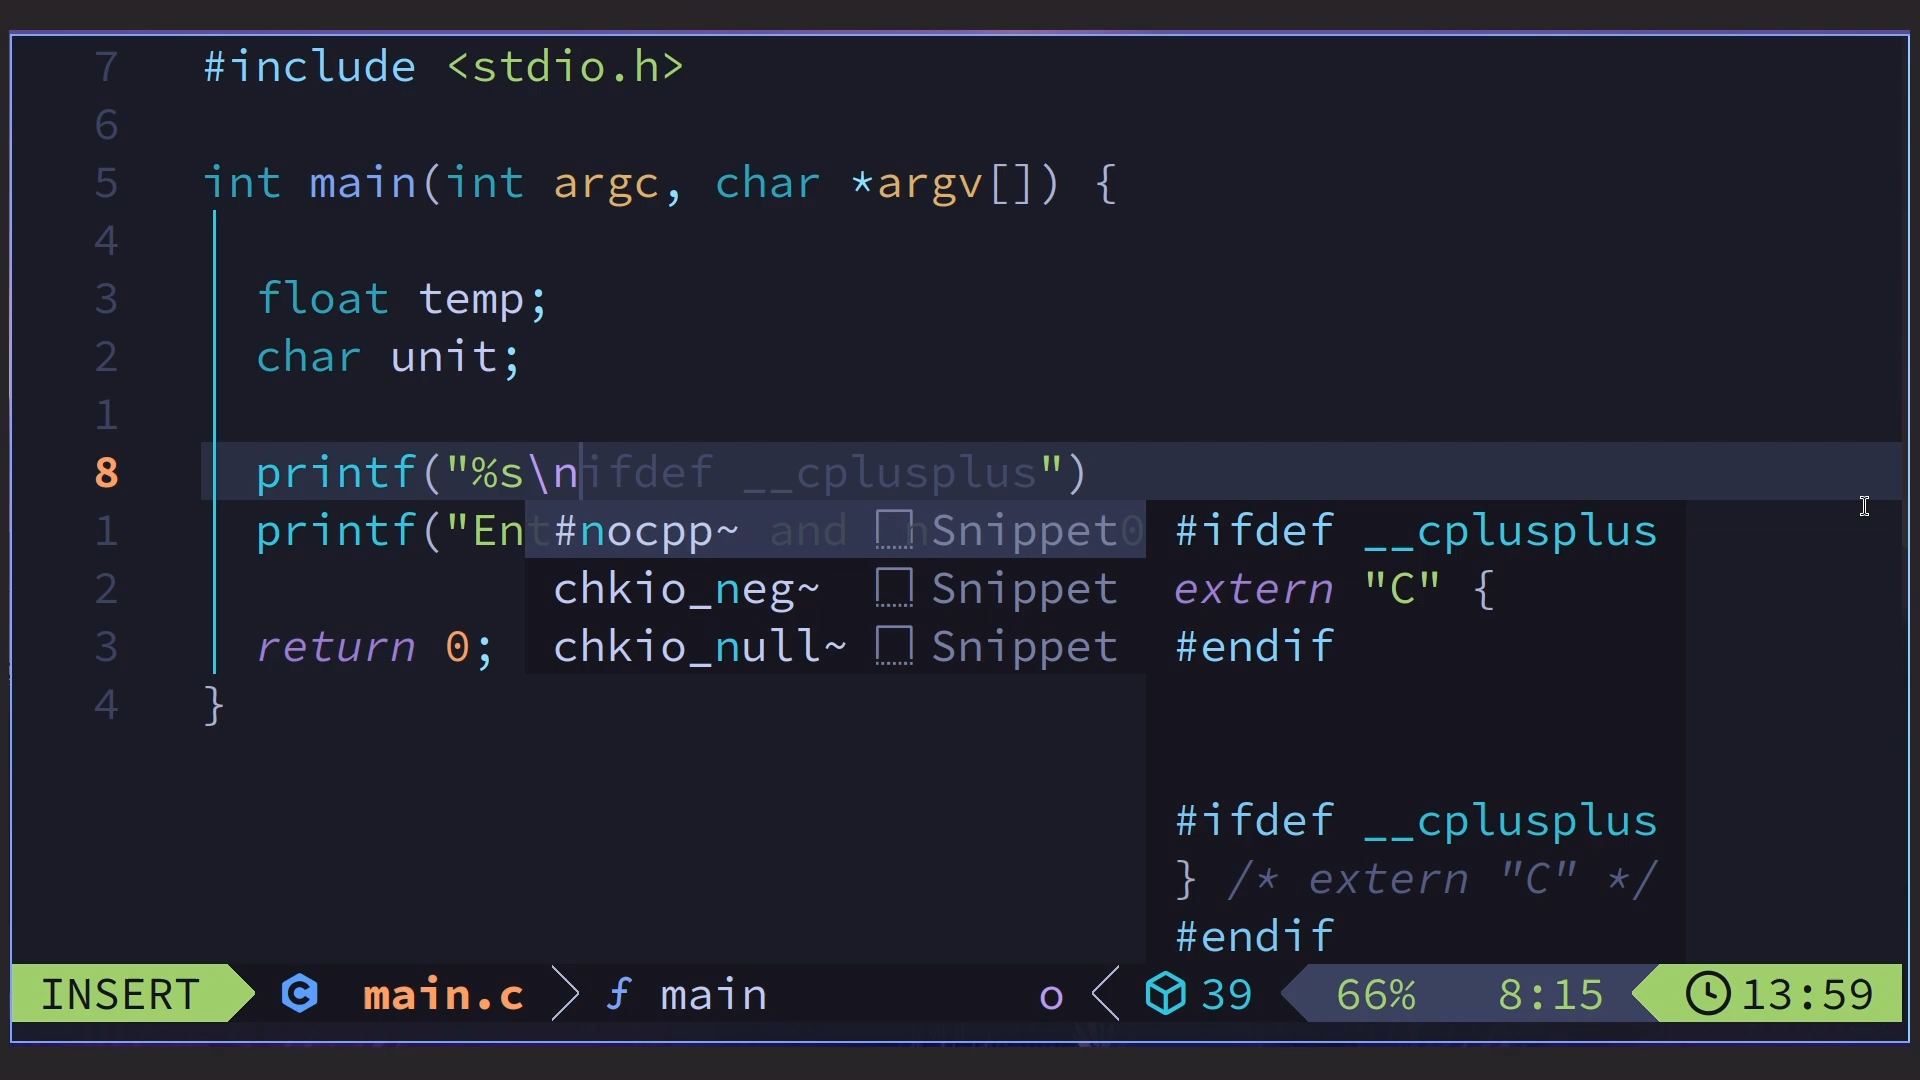 7 #include <stdio.h>
6
5 int main(int argc, char *argv[]) {
4
3 float temp;
2 char unit;
1
8 printf("%s\nifdef __cplusplus")
1 printf("Ent
2
3 return 0;
4 }
#nocpp~ and Snippet
chkio_neg~ Snippet
chkio_null~ Snippet
#ifdef __cplusplus
extern "C" {
#endif
#ifdef __cplusplus
} /* extern "C" */
#endif
INSERT main.c f main o 39 66% 8:15 13:59